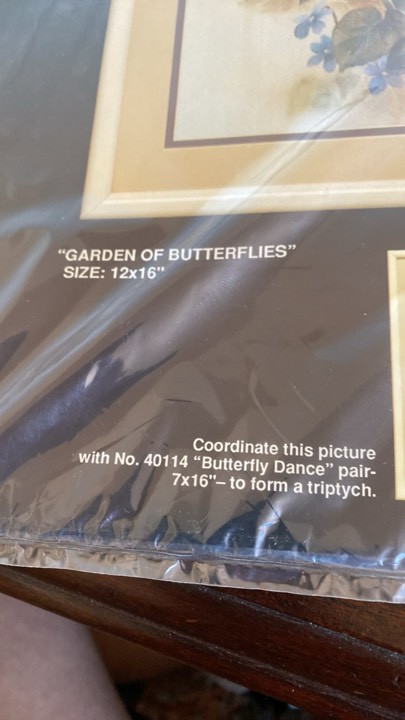 “GARDEN OF BUTTERFLIES”
SIZE: 12x16"
Coordinate this picture
with No. 40114 “Butterfly Dance” pair-
7x16"– to form a triptych.